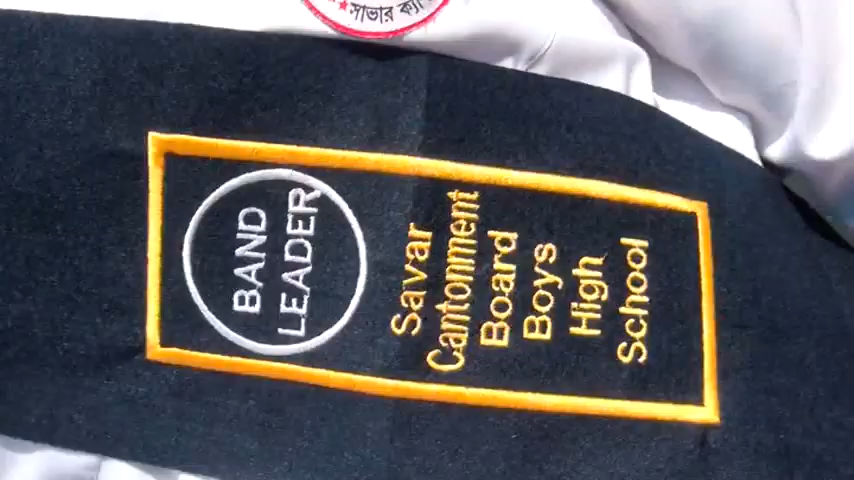 সাভার
BAND
LEADER
Savar
Cantonment
Board
Boys
High
School